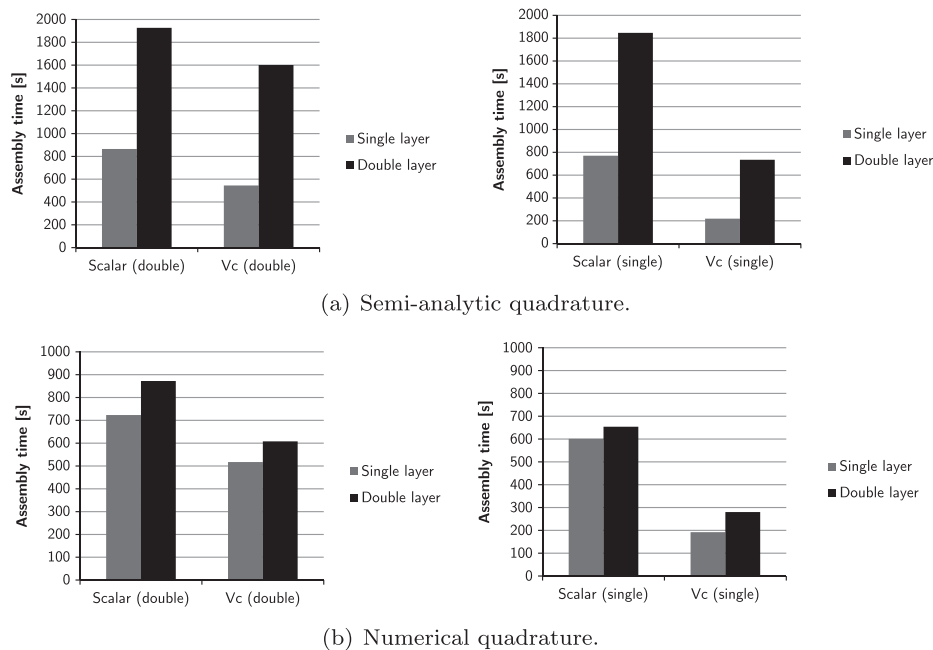 Assembly time [s]
2000
1800
1600
1400
1200
1000
800
600
400
200
0
Scalar (double)
Vc (double)
Single layer
Double layer
Assembly time [s]
2000
1800
1600
1400
1200
1000
800
600
400
200
0
Scalar (single)
Vc (single)
Single layer
Double layer
(a) Semi-analytic quadrature.
Assembly time [s]
1000
900
800
700
600
500
400
300
200
100
0
Scalar (double)
Vc (double)
Single layer
Double layer
Assembly time [s]
1000
900
800
700
600
500
400
300
200
100
0
Scalar (single)
Vc (single)
Single layer
Double layer
(b) Numerical quadrature.